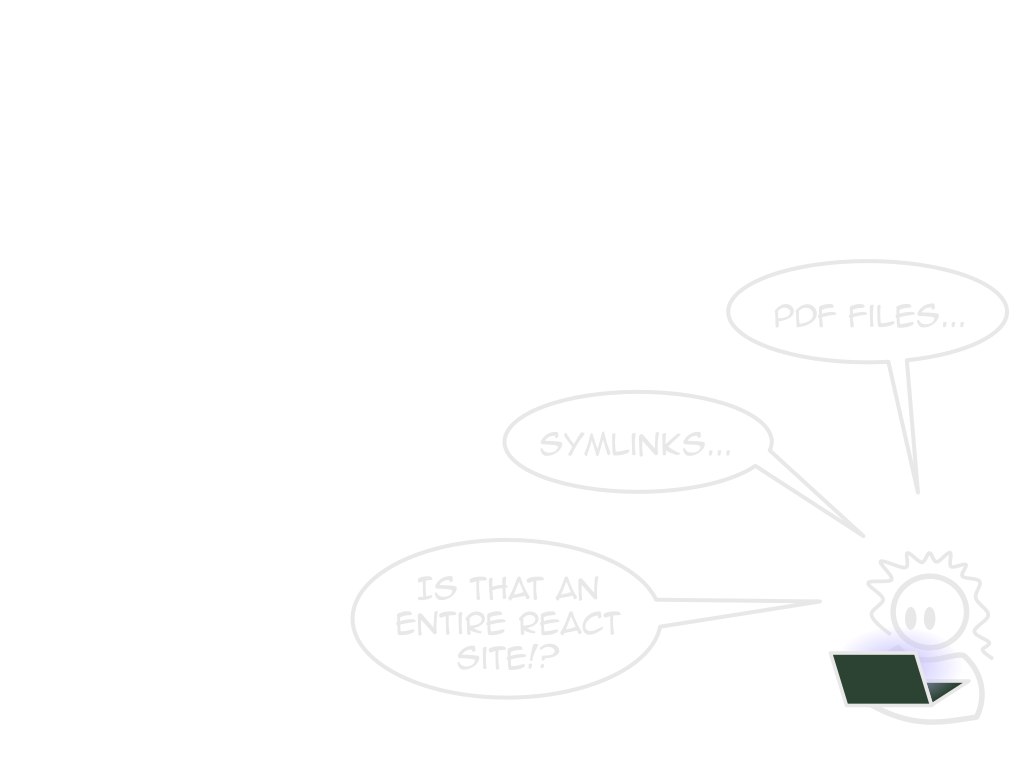 PDF FILES...
SYMLINKS...
IS THAT AN
ENTIRE REACT
SITE!?